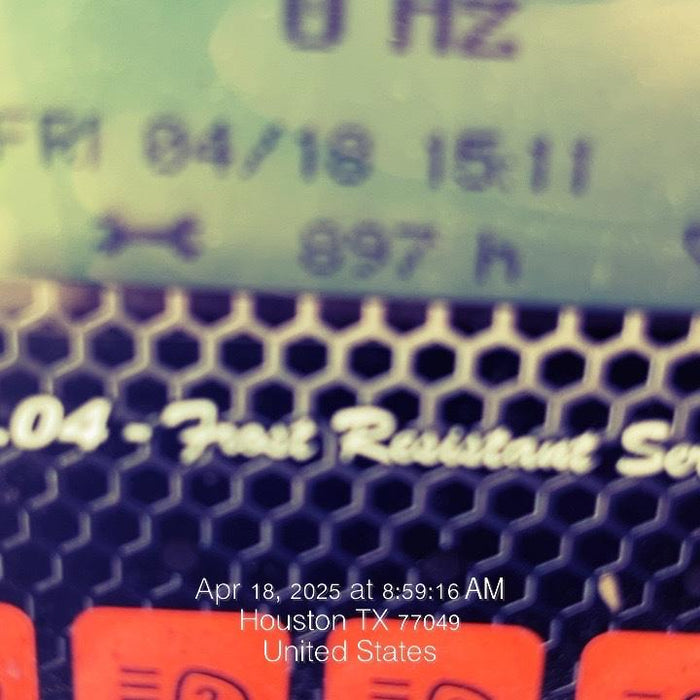 0 Hz
FRI 04/18 15:11
897 h
.04 - Frost Resistant Ser
Apr 18, 2025 at 8:59:16 AM
Houston TX 77049
United States